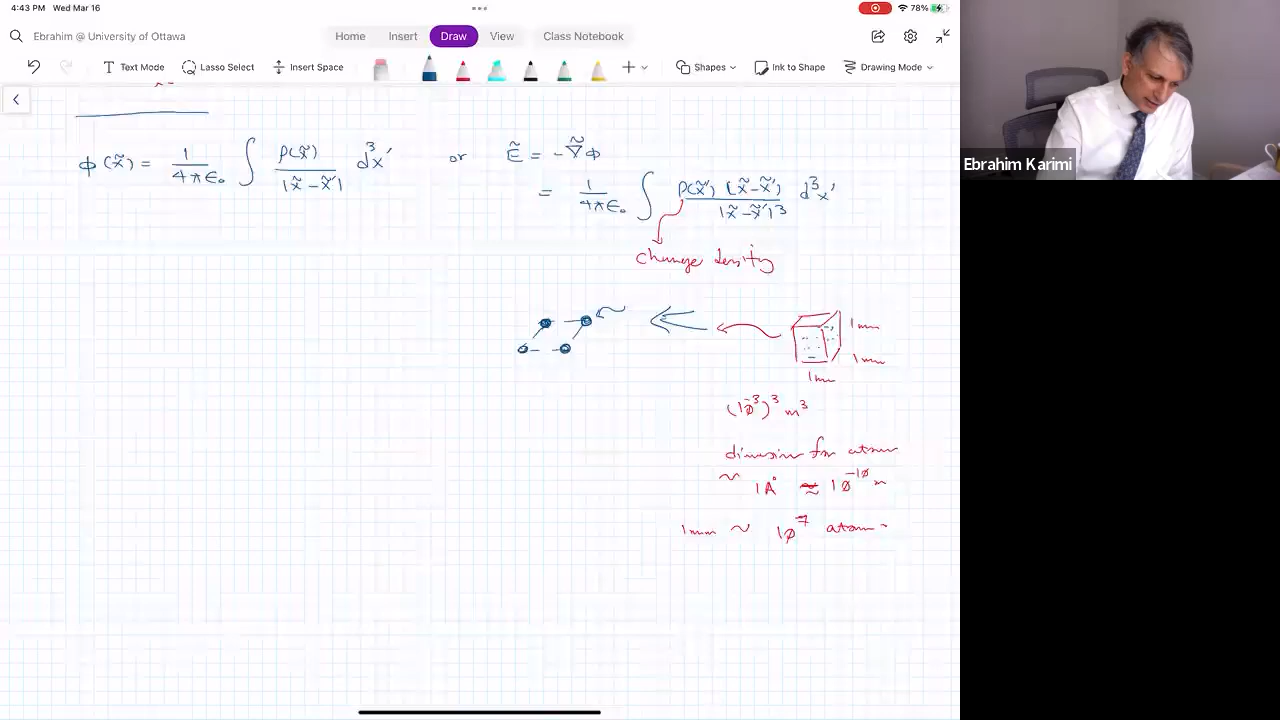 4:43 PM Wed Mar 16
78%
Ebrahim @ University of Ottawa
Home Insert Draw View Class Notebook
Text Mode Lasso Select Insert Space Shapes Ink to Shape Drawing Mode
Φ(x̃) = 1/4πε₀ ∫ ρ(x̃')/|x̃-x̃'| d³x' or Ẽ = -∇̃Φ
= 1/4πε₀ ∫ ρ(x̃') (x̃-x̃')/|x̃-x̃'|³ d³x'
change density
1mm
1mm
1mm
(10⁻³)³ m³
dimension for atom
~ 1Å ≈ 10⁻¹⁰ m
1mm ~ 10⁷ atom
Ebrahim Karimi